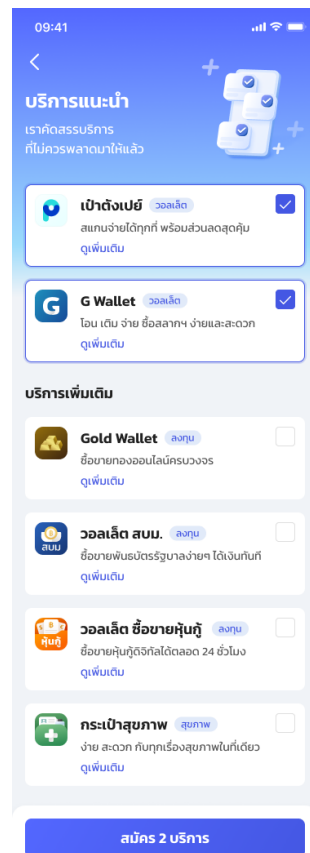 09:41
บริการแนะนำ
เราคัดสรรบริการ
ที่ไม่ควรพลาดมาให้แล้ว
เป๋าตังเปย์ วอลเล็ต
สแกนจ่ายได้ทุกที่ พร้อมส่วนลดสุดคุ้ม
ดูเพิ่มเติม
G
G Wallet วอลเล็ต
โอน เติม จ่าย ซื้อสลากฯ ง่ายและสะดวก
ดูเพิ่มเติม
บริการเพิ่มเติม
Gold Wallet ลงทุน
ซื้อขายทองออนไลน์ครบวงจร
ดูเพิ่มเติม
สบม
วอลเล็ต สบม. ลงทุน
ซื้อขายพันธบัตรรัฐบาลง่ายๆ ได้เงินทันที
ดูเพิ่มเติม
หุ้นกู้
วอลเล็ต ซื้อขายหุ้นกู้ ลงทุน
ซื้อขายหุ้นกู้ดิจิทัลได้ตลอด 24 ชั่วโมง
ดูเพิ่มเติม
กระเป๋าสุขภาพ สุขภาพ
ง่าย สะดวก กับทุกเรื่องสุขภาพในที่เดียว
ดูเพิ่มเติม
สมัคร 2 บริการ